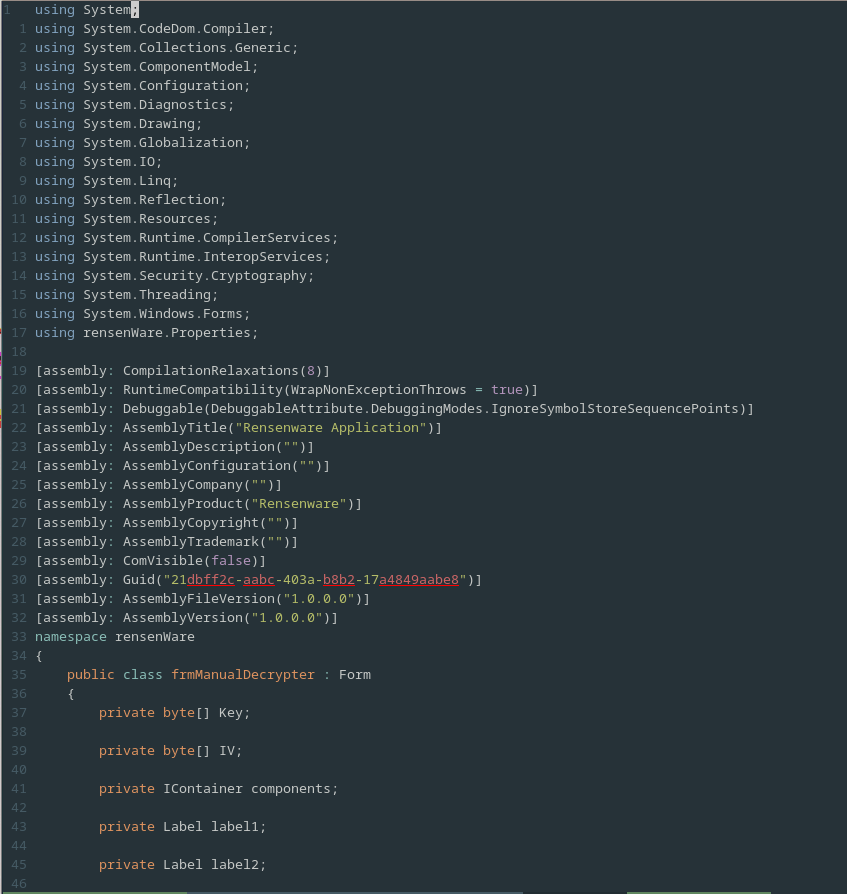 1 using System;
1 using System.CodeDom.Compiler;
2 using System.Collections.Generic;
3 using System.ComponentModel;
4 using System.Configuration;
5 using System.Diagnostics;
6 using System.Drawing;
7 using System.Globalization;
8 using System.IO;
9 using System.Linq;
10 using System.Reflection;
11 using System.Resources;
12 using System.Runtime.CompilerServices;
13 using System.Runtime.InteropServices;
14 using System.Security.Cryptography;
15 using System.Threading;
16 using System.Windows.Forms;
17 using rensenWare.Properties;
18
19 [assembly: CompilationRelaxations(8)]
20 [assembly: RuntimeCompatibility(WrapNonExceptionThrows = true)]
21 [assembly: Debuggable(DebuggableAttribute.DebuggingModes.IgnoreSymbolStoreSequencePoints)]
22 [assembly: AssemblyTitle("Rensenware Application")]
23 [assembly: AssemblyDescription("")]
24 [assembly: AssemblyConfiguration("")]
25 [assembly: AssemblyCompany("")]
26 [assembly: AssemblyProduct("Rensenware")]
27 [assembly: AssemblyCopyright("")]
28 [assembly: AssemblyTrademark("")]
29 [assembly: ComVisible(false)]
30 [assembly: Guid("21dbff2c-aabc-403a-b8b2-17a4849aabe8")]
31 [assembly: AssemblyFileVersion("1.0.0.0")]
32 [assembly: AssemblyVersion("1.0.0.0")]
33 namespace rensenWare
34 {
35     public class frmManualDecrypter : Form
36     {
37         private byte[] Key;
38
39         private byte[] IV;
40
41         private IContainer components;
42
43         private Label label1;
44
45         private Label label2;
46